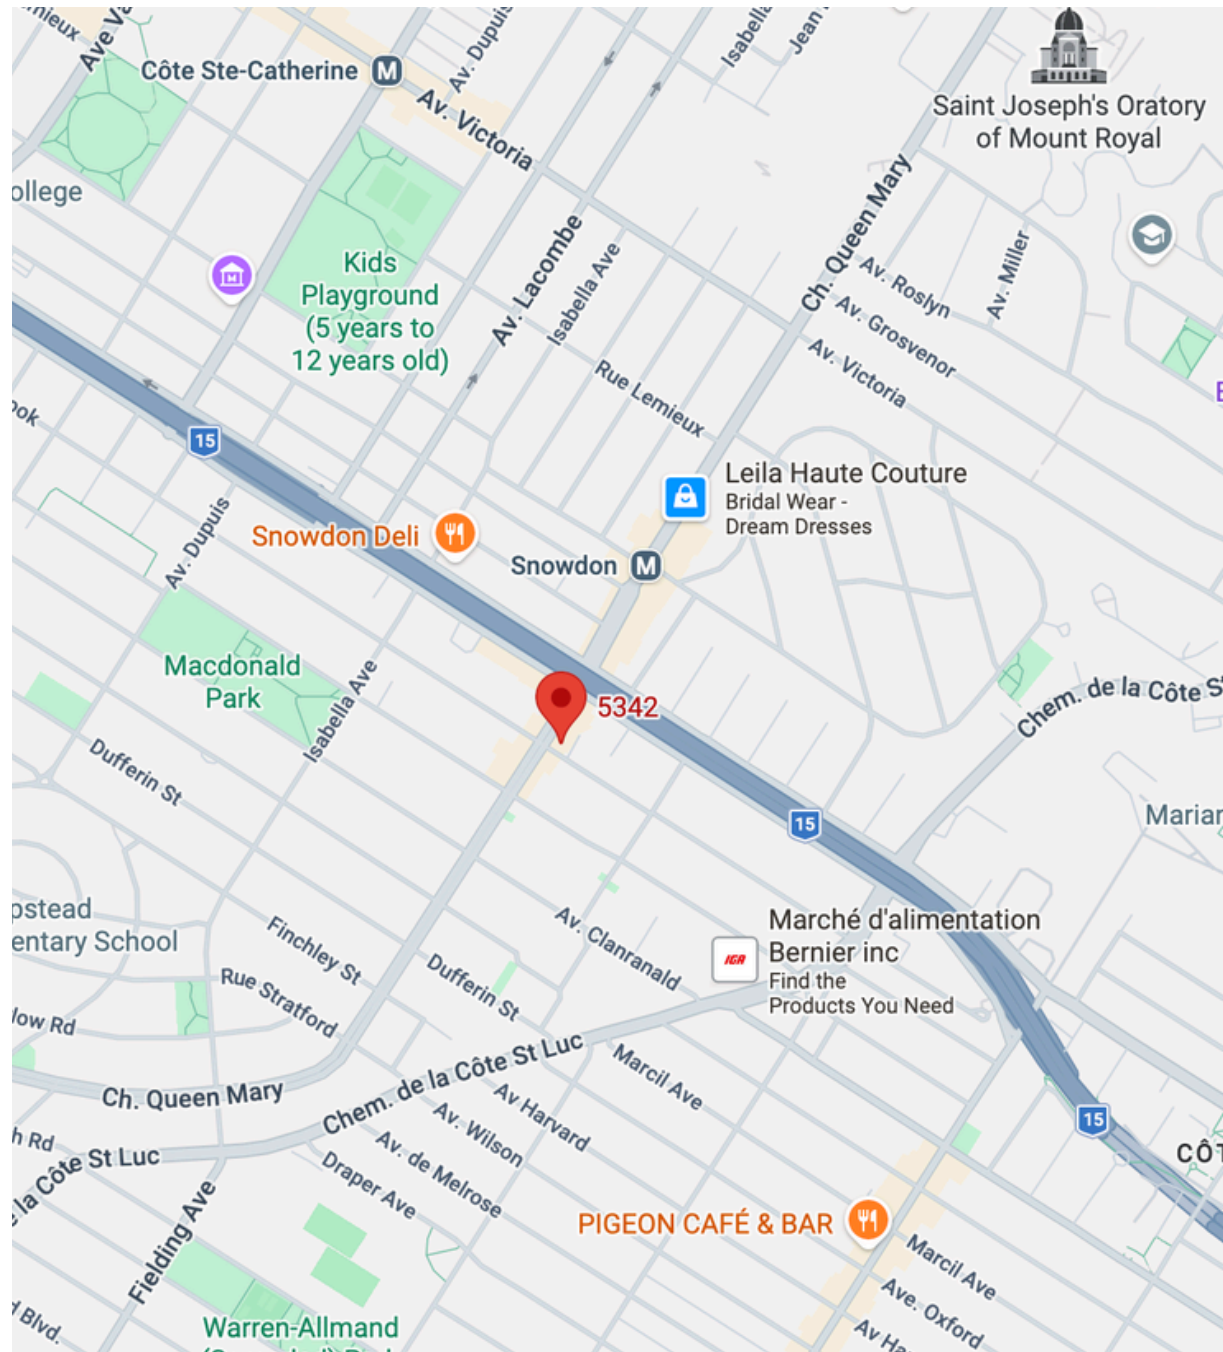 Côte Ste-Catherine
M
Av. Dupuis
Av. Victoria
Saint Joseph's Oratory
of Mount Royal
Kids
Playground
(5 years to
12 years old)
Av. Lacombe
Isabella Ave
Ch. Queen Mary
Av. Roslyn
Av. Miller
Av. Grosvenor
Av. Victoria
Rue Lemieux
15
Av. Dupuis
Snowdon Deli
Leila Haute Couture
Bridal Wear -
Dream Dresses
Snowdon
M
Macdonald
Park
Isabella Ave
5342
Chem. de la Côte S
Dufferin St
15
Marian
pstead
entary School
Finchley St
Rue Stratford
Av. Clanranald
Dufferin St
IGA
Marché d'alimentation
Bernier inc
Find the
Products You Need
low Rd
Ch. Queen Mary
Chem. de la Côte St Luc
Marcil Ave
Av Harvard
Av. Wilson
Av. de Melrose
Draper Ave
h Rd
la Côte St Luc
Fielding Ave
15
CÔT
PIGEON CAFÉ & BAR
Marcil Ave
Ave. Oxford
Av Ha
Blvd.
Warren-Allmand